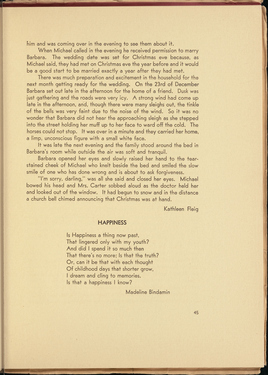 him and was coming over in the evening to see them about it.
When Michael called in the evening he received permission to marry
Barbara. The wedding date was set for Christmas eve because, as
Michael said, they had met on Christmas eve the year before and it would
be a good start to be married exactly a year after they had met.
There was much preparation and excitement in the household for the
next month getting ready for the wedding. On the 23rd of December
Barbara set out late in the afternoon for the home of a friend. Dusk was
just gathering and the roads were very icy. A strong wind had come up
late in the afternoon, and, though there were many sleighs out, the tinkle
of the bells was very faint due to the noise of the wind. So it was no
wonder that Barbara did not hear the approaching sleigh as she stepped
into the street holding her muff up to her face to ward off the cold. The
horses could not stop. It was over in a minute and they carried her home,
a limp, unconscious figure with a small white face.
It was late the next evening and the family stood around the bed in
Barbara's room while outside the air was soft and tranquil.
Barbara opened her eyes and slowly raised her hand to the tear-
stained cheek of Michael who knelt beside the bed and smiled the slow
smile of one who has done wrong and is about to ask forgiveness.
"I'm sorry, darling," was all she said and closed her eyes. Michael
bowed his head and Mrs. Carter sobbed aloud as the doctor held her
and looked out of the window. It had begun to snow and in the distance
a church bell chimed announcing that Christmas was at hand.
Kathleen Fleig
HAPPINESS
Is Happiness a thing now past,
That lingered only with my youth?
And did I spend it so much then
That there's no more; Is that the truth?
Or, can it be that with each thought
Of childhood days that shorter grow,
I dream and cling to memories,
Is that a happiness I know?
Madeline Bindemin
45